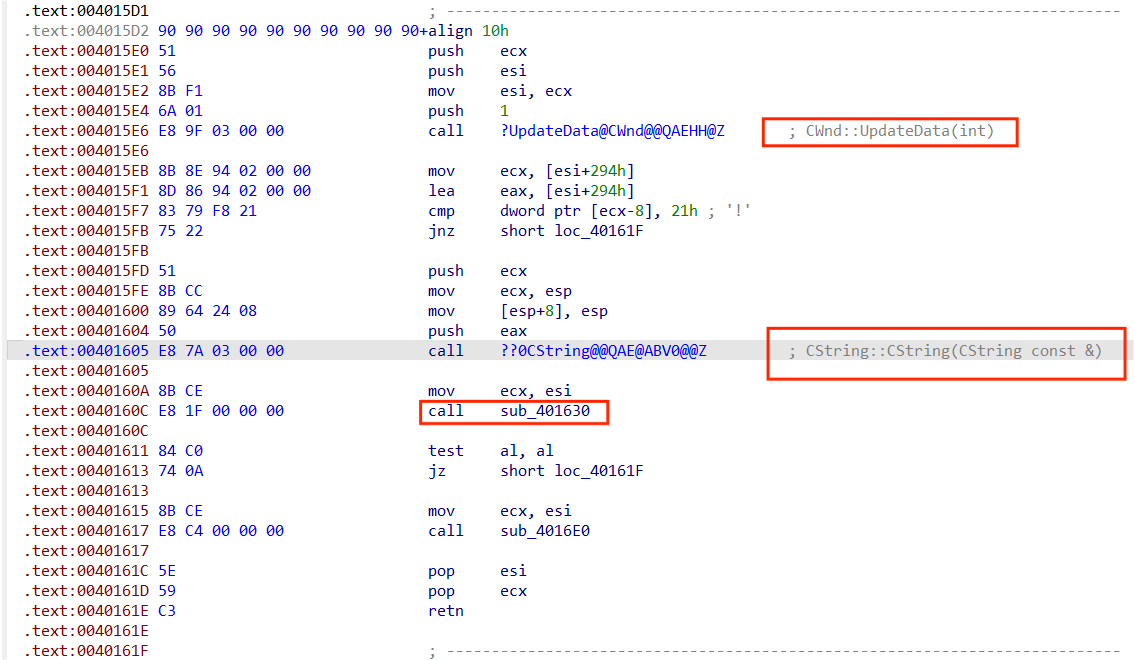 .text:004015D1 ; ---------------------------------------------------------------------------
.text:004015D2 90 90 90 90 90 90 90 90 90 90+align 10h
.text:004015E0 51 push ecx
.text:004015E1 56 push esi
.text:004015E2 8B F1 mov esi, ecx
.text:004015E4 6A 01 push 1
.text:004015E6 E8 9F 03 00 00 call ?UpdateData@CWnd@@QAEHH@Z ; CWnd::UpdateData(int)
.text:004015E6
.text:004015EB 8B 8E 94 02 00 00 mov ecx, [esi+294h]
.text:004015F1 8D 86 94 02 00 00 lea eax, [esi+294h]
.text:004015F7 83 79 F8 21 cmp dword ptr [ecx-8], 21h ; '!'
.text:004015FB 75 22 jnz short loc_40161F
.text:004015FB
.text:004015FD 51 push ecx
.text:004015FE 8B CC mov ecx, esp
.text:00401600 89 64 24 08 mov [esp+8], esp
.text:00401604 50 push eax
.text:00401605 E8 7A 03 00 00 call ??0CString@@QAE@ABV0@@Z ; CString::CString(CString const &)
.text:00401605
.text:0040160A 8B CE mov ecx, esi
.text:0040160C E8 1F 00 00 00 call sub_401630
.text:0040160C
.text:00401611 84 C0 test al, al
.text:00401613 74 0A jz short loc_40161F
.text:00401613
.text:00401615 8B CE mov ecx, esi
.text:00401617 E8 C4 00 00 00 call sub_4016E0
.text:00401617
.text:0040161C 5E pop esi
.text:0040161D 59 pop ecx
.text:0040161E C3 retn
.text:0040161E
.text:0040161F ; ---------------------------------------------------------------------------